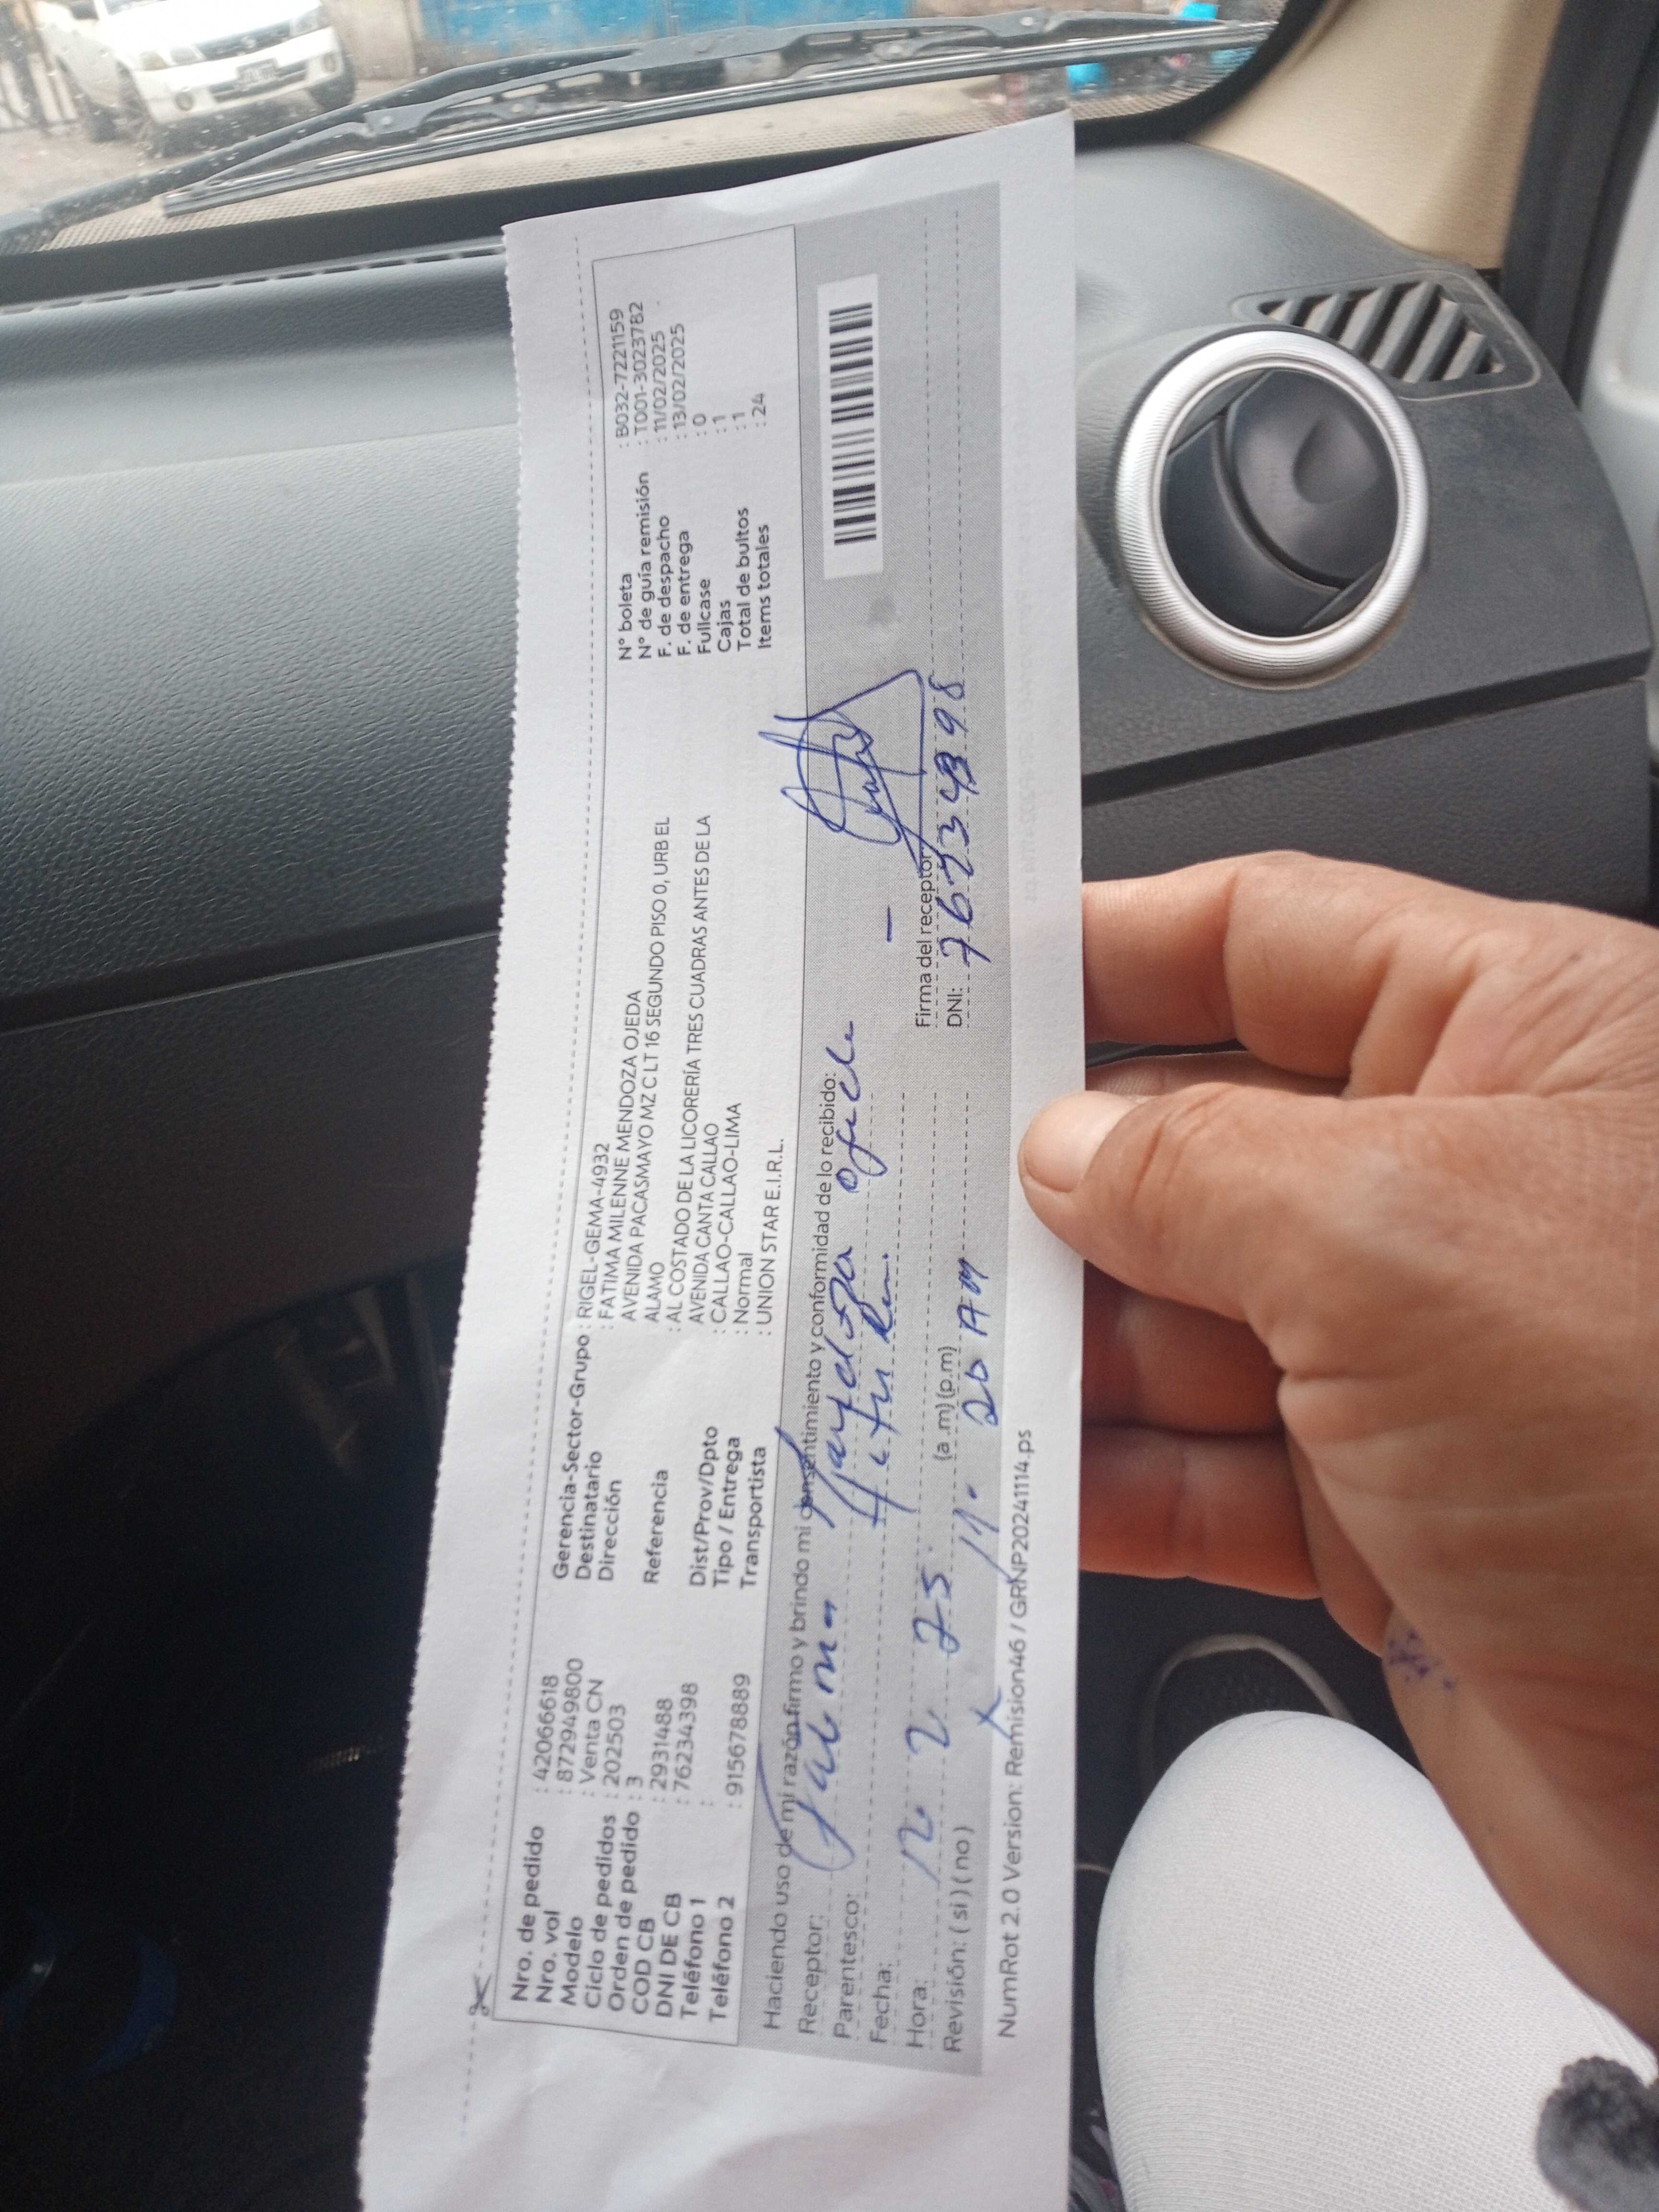 Nro. de pedido : 42066618
Nro. vol : 872949800
Modelo : Venta CN
Ciclo de pedidos : 202503
Orden de pedido : 3
COD CB : 2931488
DNI DE CB : 76234398
Teléfono 1 :
Teléfono 2 : 915678889
Gerencia-Sector-Grupo : RIGEL-GEMA-4932
Destinatario : FATIMA MILENNE MENDOZA OJEDA
Dirección AVENIDA PACASMAYO MZ C LT 16 SEGUNDO PISO 0, URB EL
ALAMO
Referencia : AL COSTADO DE LA LICORERÍA TRES CUADRAS ANTES DE LA
AVENIDA CANTA CALLAO
Dist/Prov/Dpto : CALLAO-CALLAO-LIMA
Tipo / Entrega : Normal
Transportista : UNION STAR E.I.R.L.
N° boleta : B032-7221159
N° de guía remisión : T001-30237782
F. de despacho : 11/02/2025
F. de entrega : 13/02/2025
Fullcase : 0
Cajas : 1
Total de bultos : 1
Items totales : 24
Haciendo uso de mi razón firmo y brindo mi consentimiento y conformidad de lo recibido:
Receptor:
Parentesco:
Fecha: 12 2 25
Hora: (a.m) (p.m) 11. 20 AM
Revisión: ( si ) ( no ) X
Firma del receptor
DNI: 76234398
NumRot 2.0 Version: Remision46 / GRNP20241114.ps